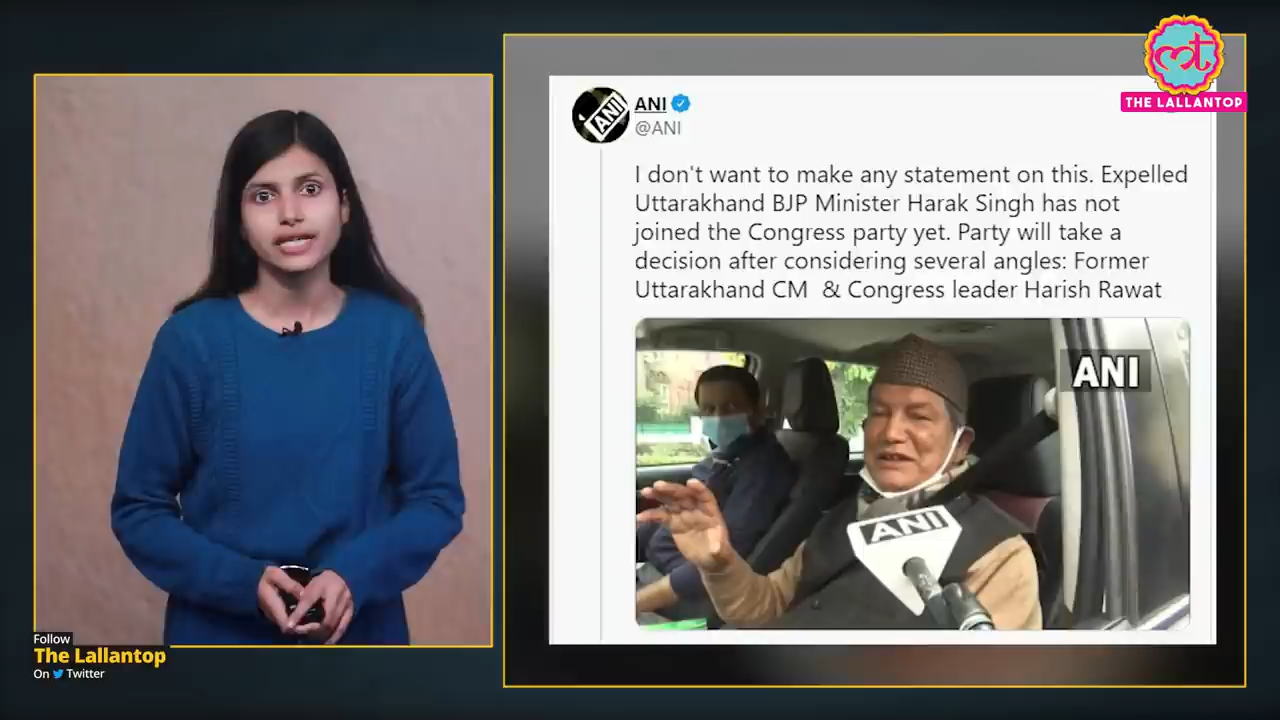 ANI
@ANI
I don't want to make any statement on this. Expelled
Uttarakhand BJP Minister Harak Singh has not
joined the Congress party yet. Party will take a
decision after considering several angles: Former
Uttarakhand CM & Congress leader Harish Rawat
ANI
ANI
ANI
THE LALLANTOP
Follow
The Lallantop
On Twitter